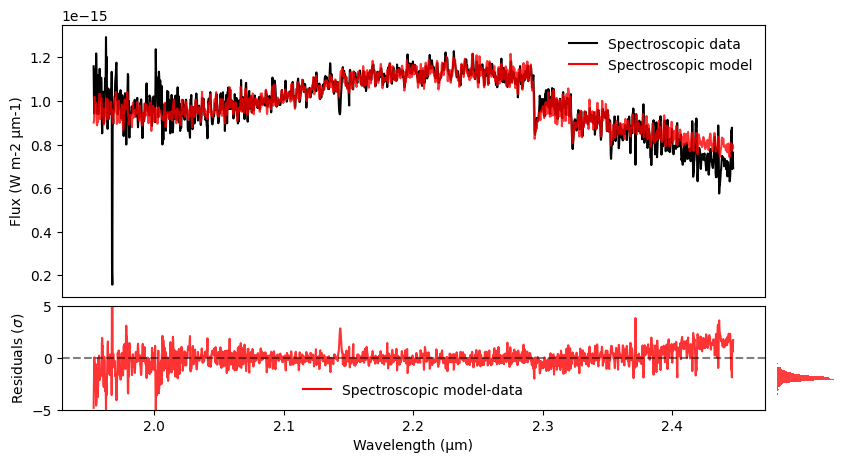 1e−15
Spectroscopic data
Spectroscopic model
1.2
1.0
0.8
0.6
0.4
0.2
Flux (W m-2 μm-1)
5
0
−5
Residuals (σ)
Spectroscopic model-data
2.0 2.1 2.2 2.3 2.4
Wavelength (μm)